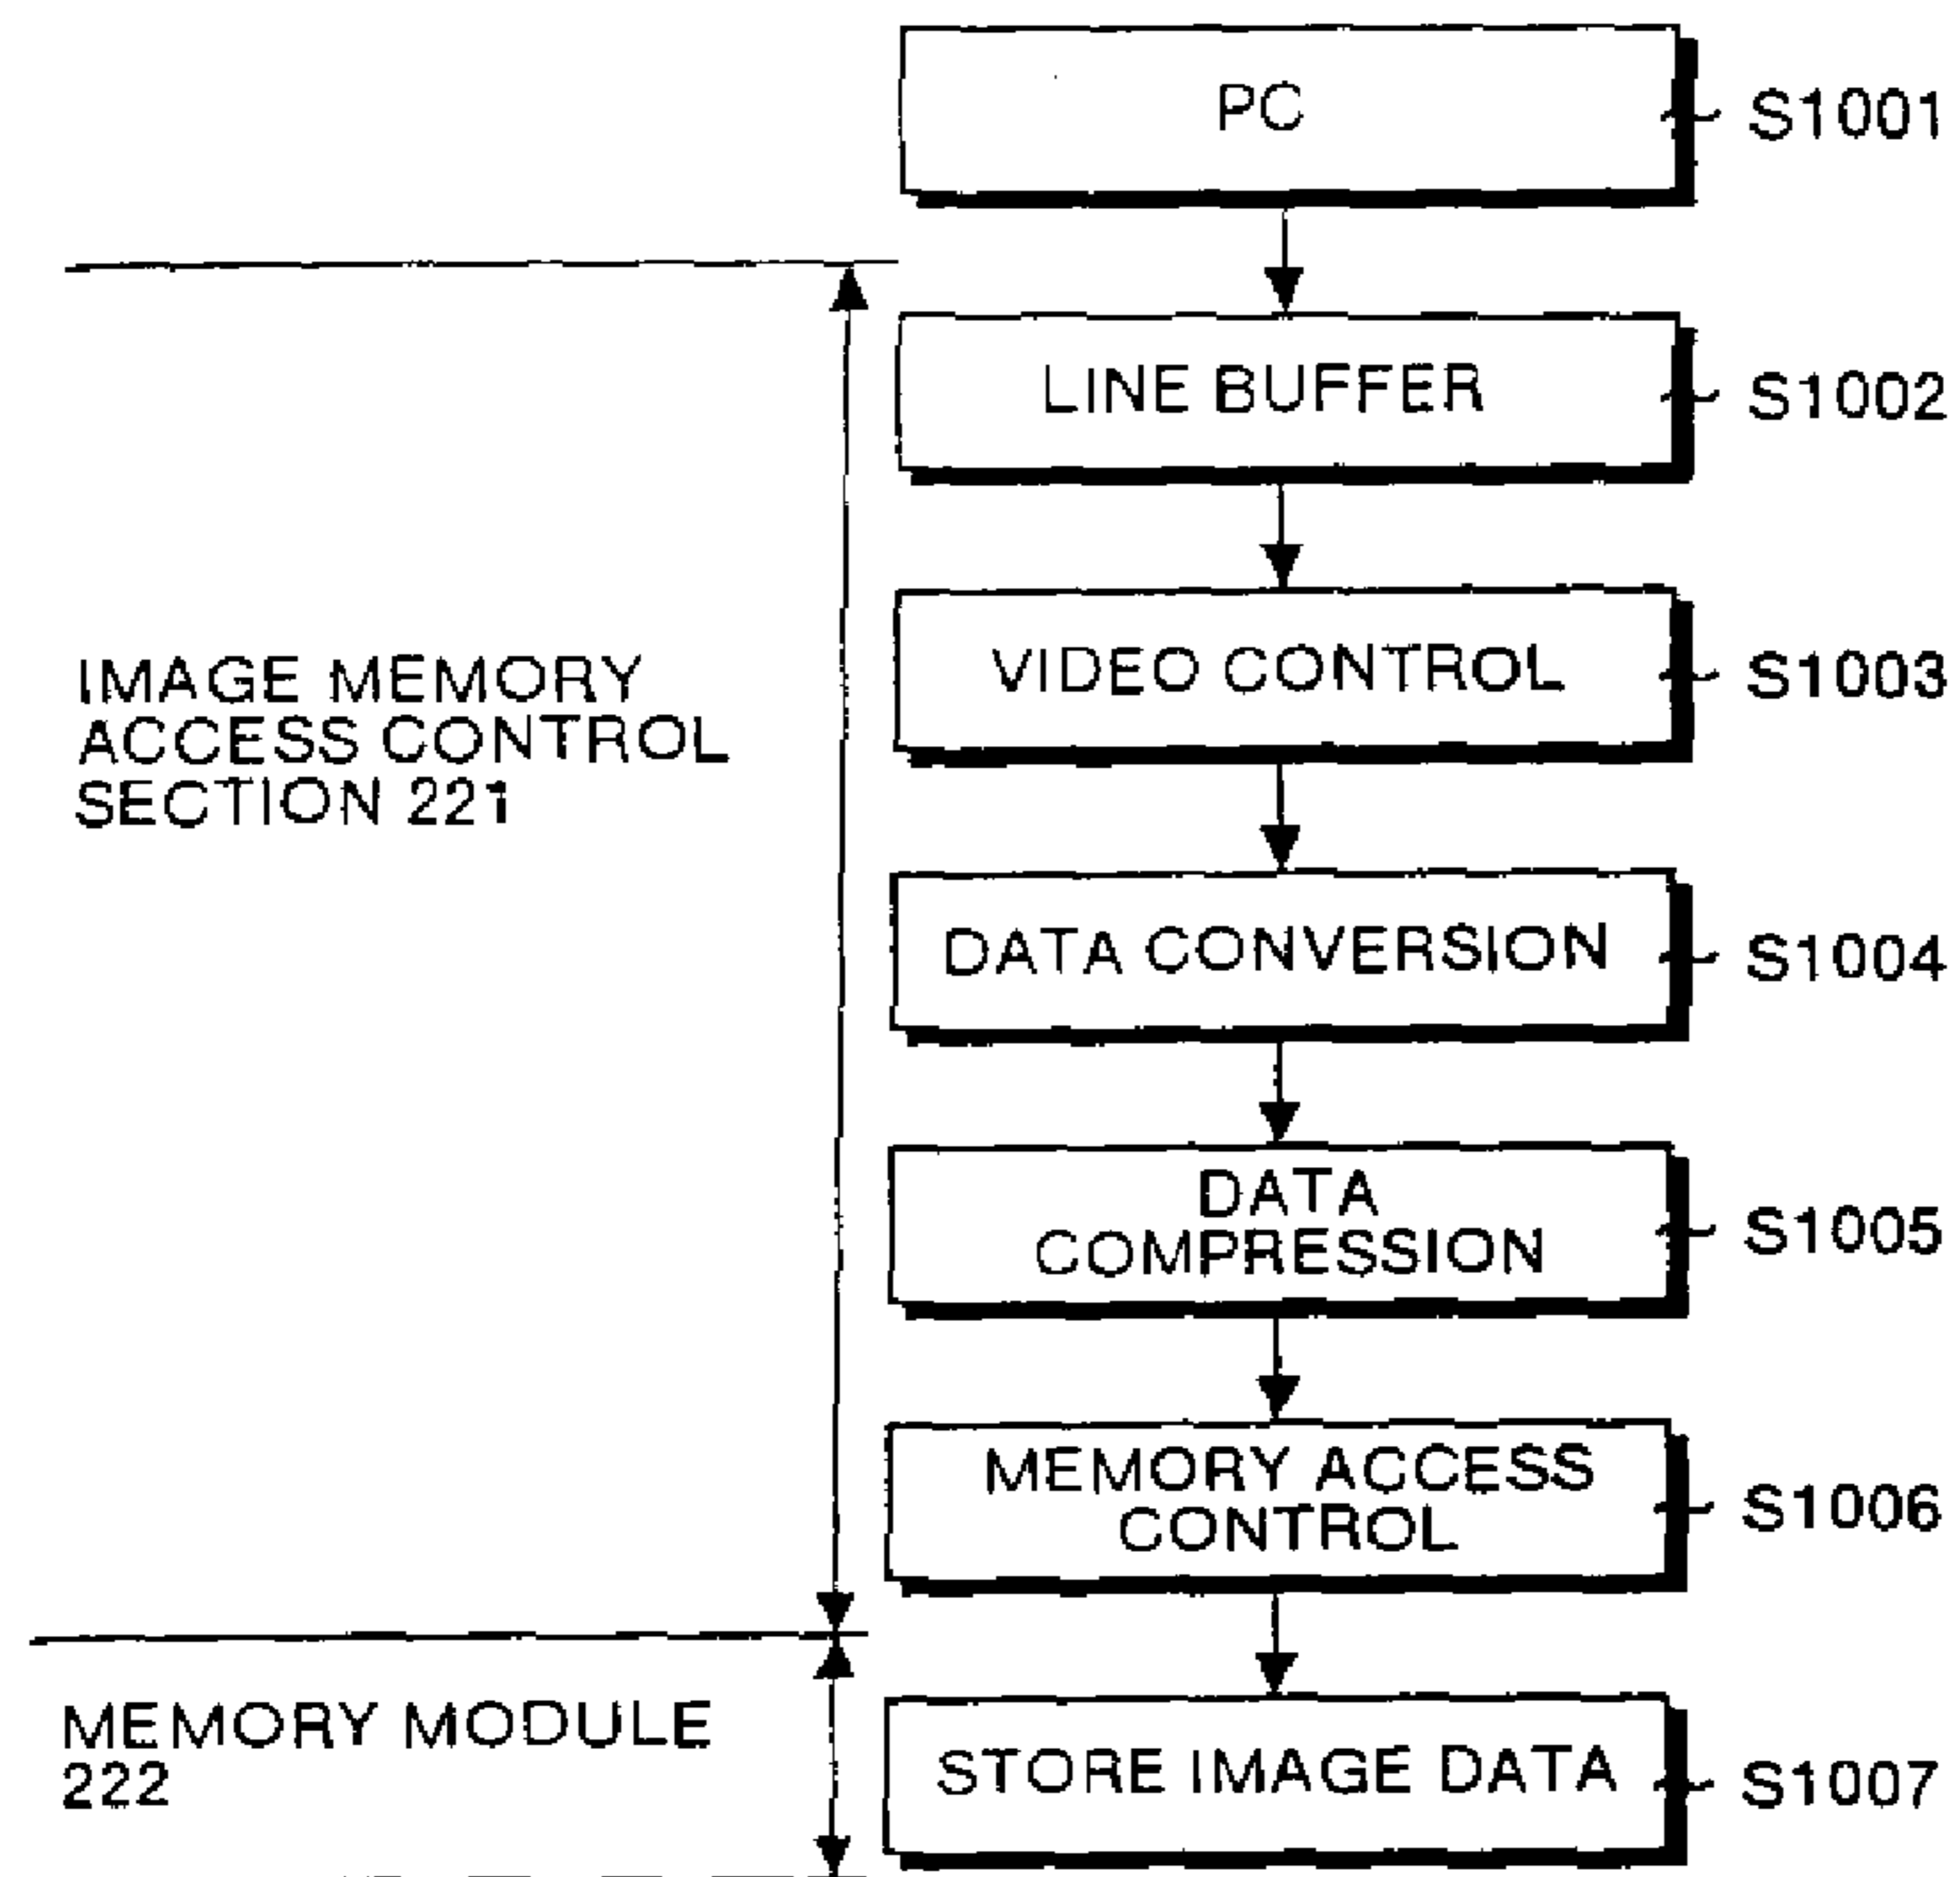 PC
S1001
LINE BUFFER
S1002
VIDEO CONTROL
S1003
IMAGE MEMORY
ACCESS CONTROL
SECTION 221
DATA CONVERSION
S1004
DATA
COMPRESSION
S1005
MEMORY ACCESS
CONTROL
S1006
MEMORY MODULE
222
STORE IMAGE DATA
S1007